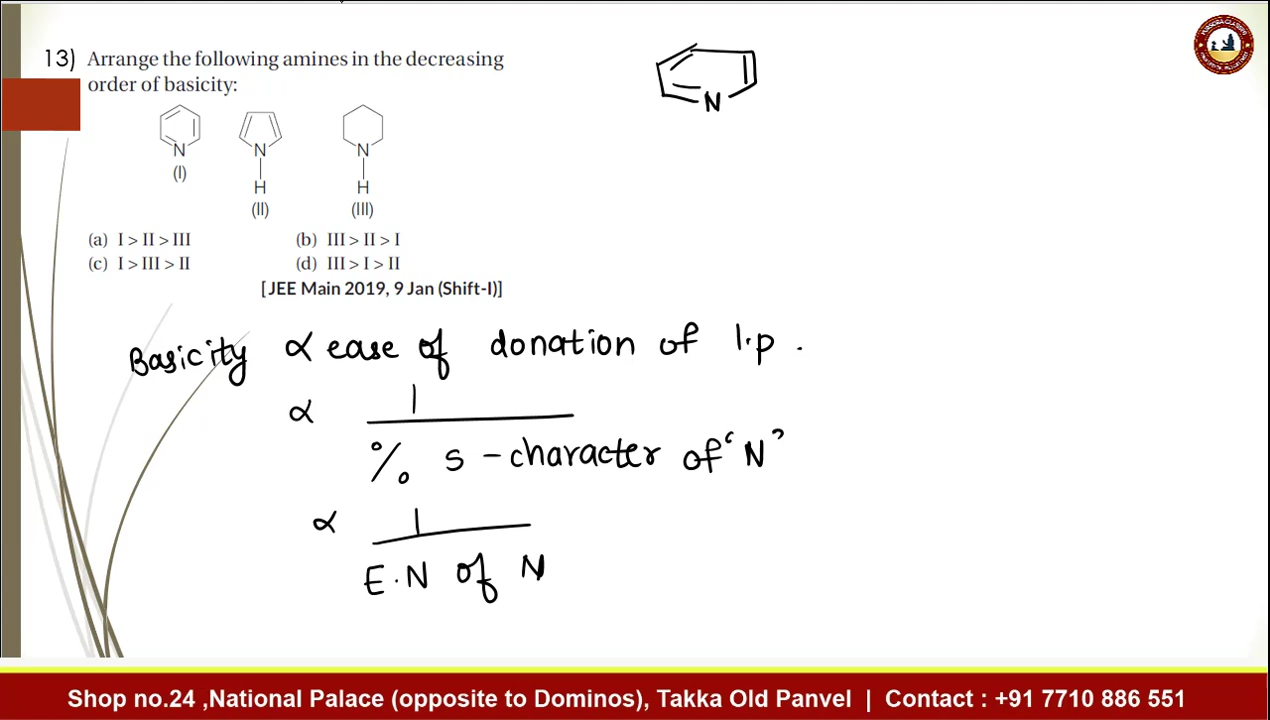 13) Arrange the following amines in the decreasing
order of basicity:
N
(I)
N
H
(II)
N
H
(III)
N
(a) I > II > III (b) III > II > I
(c) I > III > II (d) III > I > II
[JEE Main 2019, 9 Jan (Shift-I)]
Basicity ∝ ease of donation of l.p.
∝ 1
% s - character of 'N'
∝ 1
E.N of N
Shop no.24 ,National Palace (opposite to Dominos), Takka Old Panvel | Contact : +91 7710 886 551